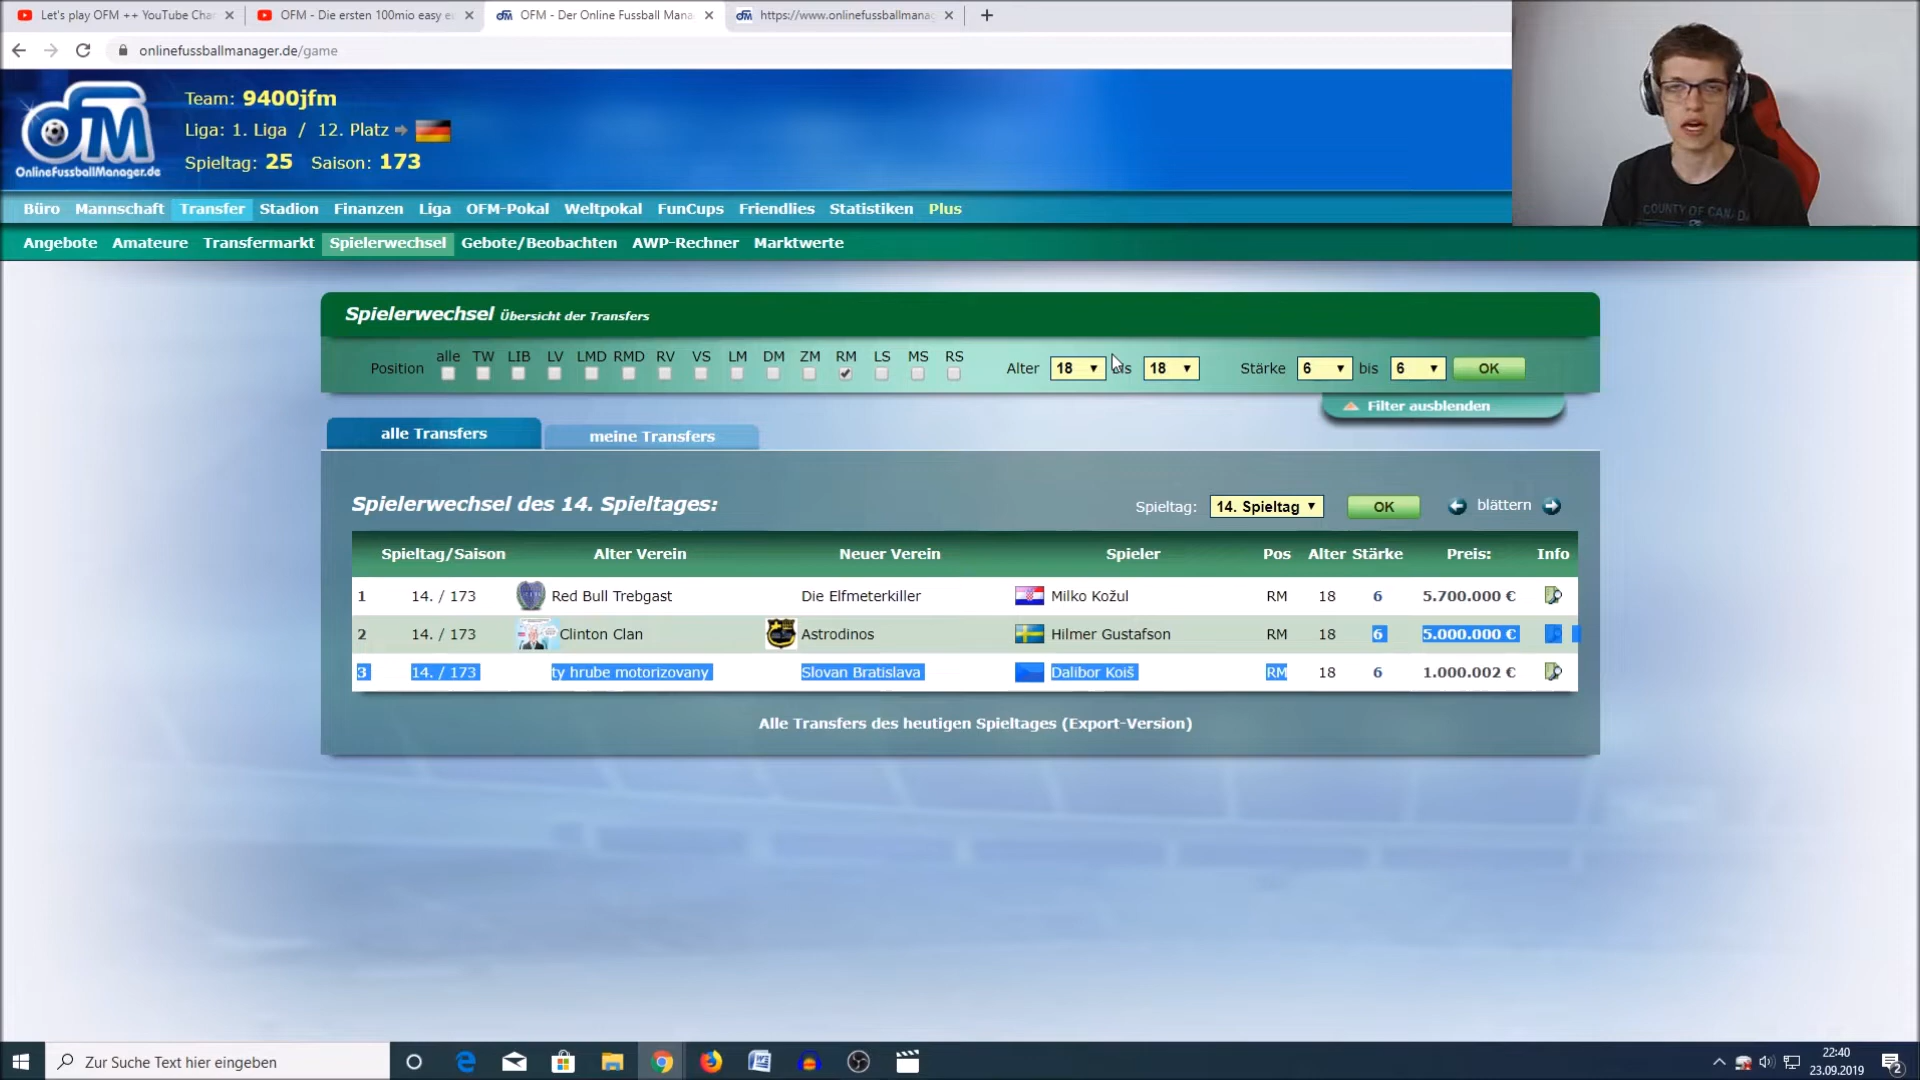 Let's play OFM ++ YouTube Cha
OFM - Die ersten 100mio easy e
OFM - Der Online Fussball Mana
https://www.onlinefussballmanag
onlinefussballmanager.de/game
OFM
OnlineFussballManager.de
Team: 9400jfm
Liga: 1. Liga / 12. Platz
Spieltag: 25 Saison: 173
COUNTY OF CAN
Büro Mannschaft Transfer Stadion Finanzen Liga OFM-Pokal Weltpokal FunCups Friendlies Statistiken Plus
Angebote Amateure Transfermarkt Spielerwechsel Gebote/Beobachten AWP-Rechner Marktwerte
Spielerwechsel Übersicht der Transfers
Position alle TW LIB LV LMD RMD RV VS LM DM ZM RM LS MS RS
Alter 18 bis 18 Stärke 6 bis 6 OK
Filter ausblenden
alle Transfers meine Transfers
Spielerwechsel des 14. Spieltages:
Spieltag: 14. Spieltag OK blättern
Spieltag/Saison Alter Verein Neuer Verein Spieler Pos Alter Stärke Preis: Info
1 14. / 173 Red Bull Trebgast Die Elfmeterkiller Milko Kožul RM 18 6 5.700.000 €
2 14. / 173 Clinton Clan Astrodinos Hilmer Gustafson RM 18 6 5.000.000 €
3 14. / 173 ty hrube motorizovany Slovan Bratislava Dalibor Koiš RM 18 6 1.000.002 €
Alle Transfers des heutigen Spieltages (Export-Version)
Zur Suche Text hier eingeben
22:40
23.09.2019
2